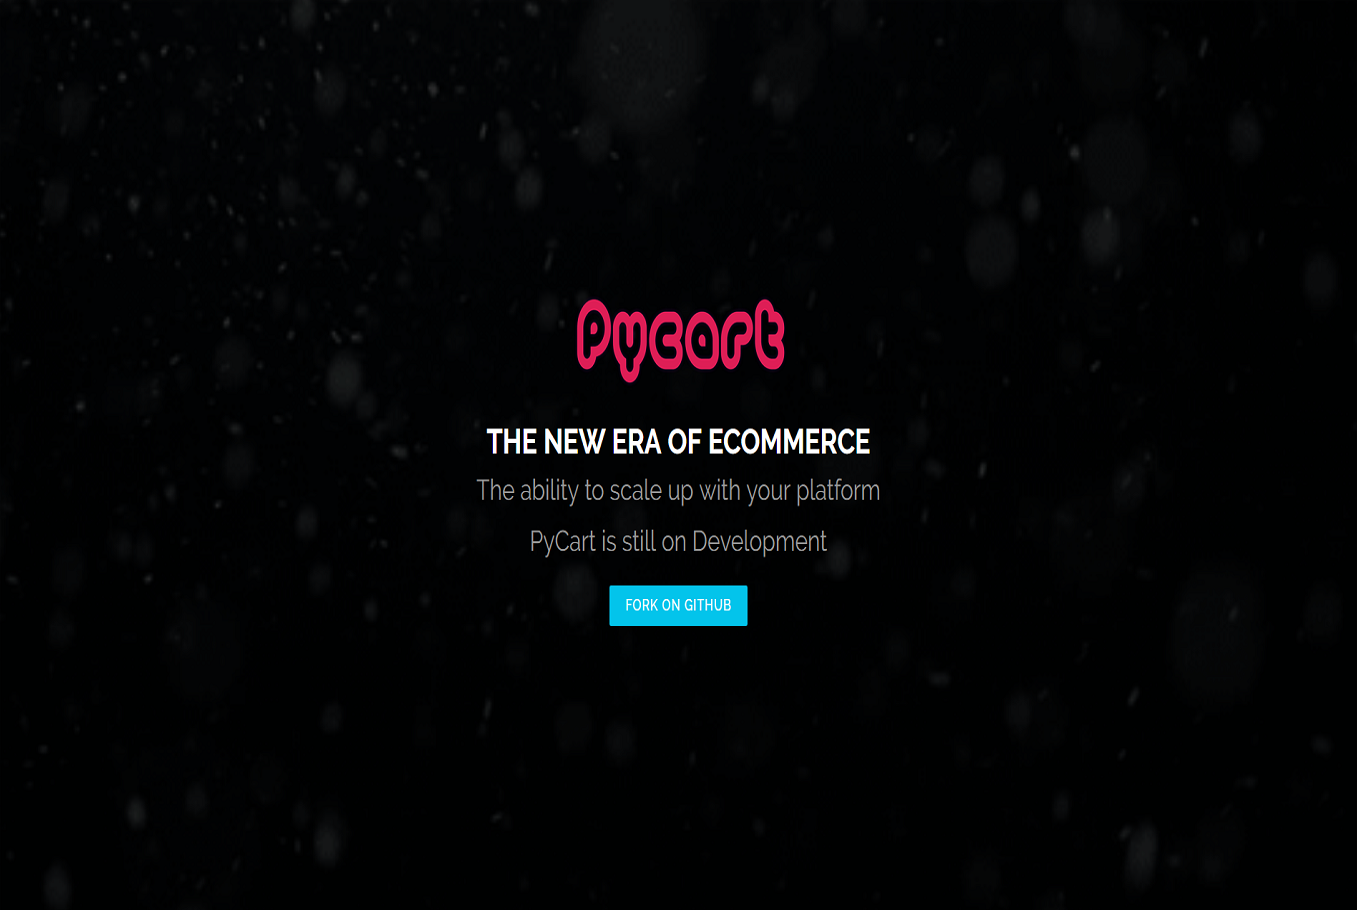 Pycart
THE NEW ERA OF ECOMMERCE
The ability to scale up with your platform
PyCart is still on Development
FORK ON GITHUB